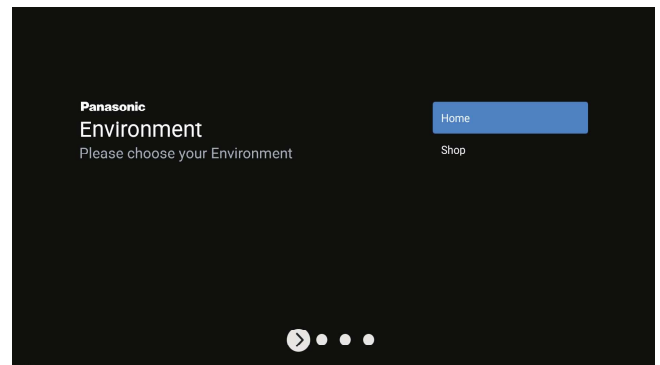 Panasonic
Environment
Please choose your Environment
Home
Shop